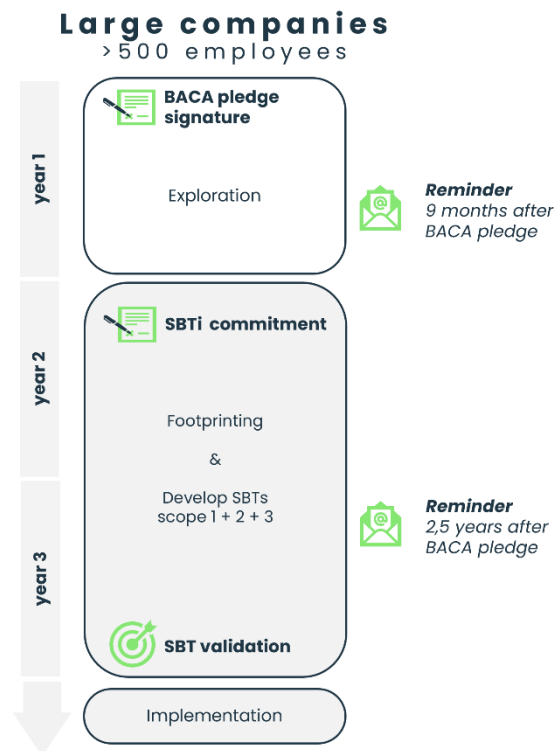 Large companies
>500 employees
year 1
BACA pledge
signature
Exploration
Reminder
9 months after
BACA pledge
year 2
SBTi commitment
Footprinting
&
Develop SBTs
scope 1 + 2 + 3
year 3
Reminder
2,5 years after
BACA pledge
SBT validation
Implementation